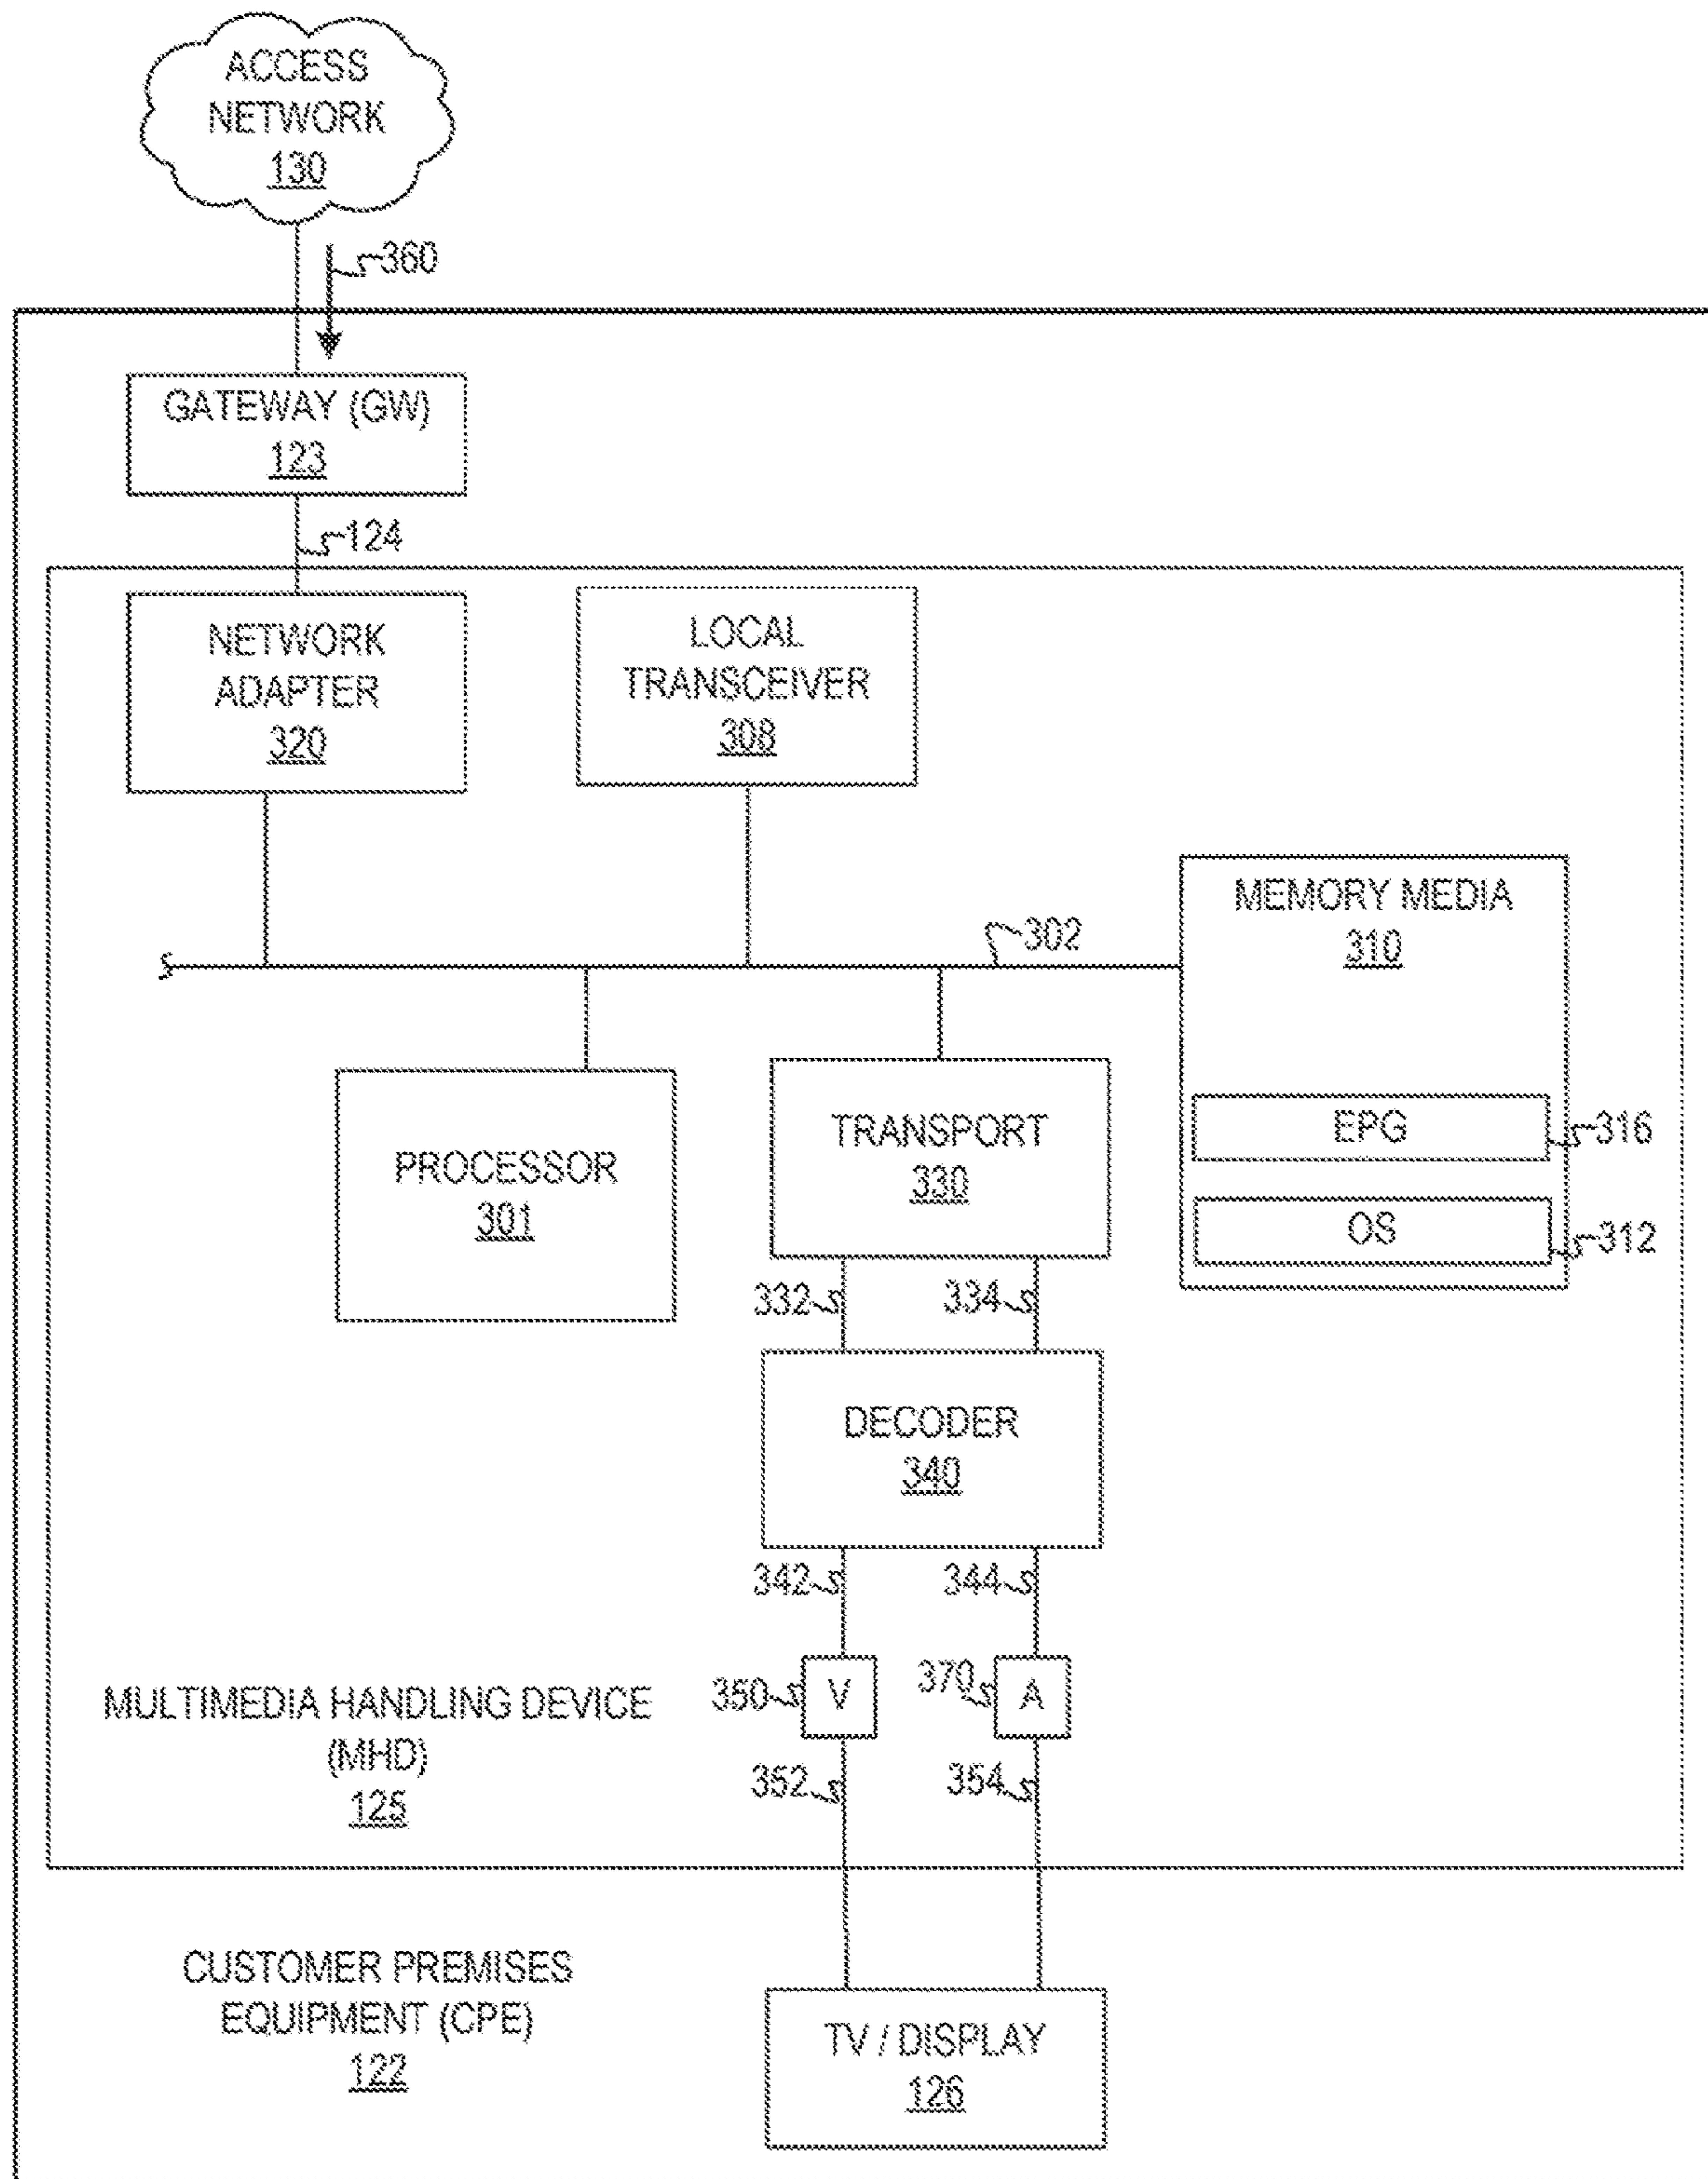 ACCESS
NETWORK
130
360
GATEWAY (GW)
123
124
NETWORK
ADAPTER
320
LOCAL
TRANSCEIVER
308
302
MEMORY MEDIA
310
EPG
316
OS
312
PROCESSOR
301
TRANSPORT
330
332
334
DECODER
340
342
344
350
V
370
A
352
354
MULTIMEDIA HANDLING DEVICE
(MHD)
125
CUSTOMER PREMISES
EQUIPMENT (CPE)
122
TV / DISPLAY
126